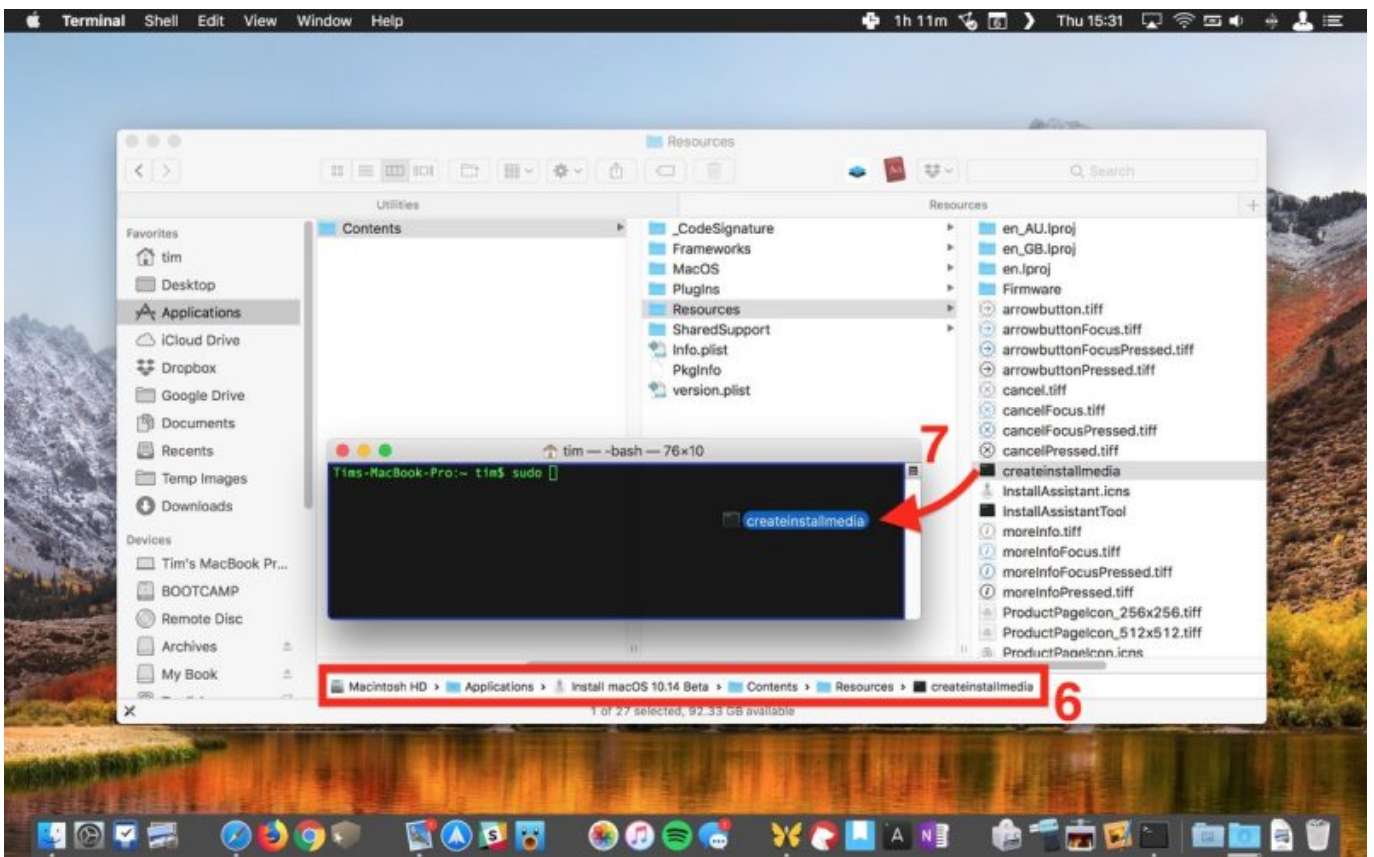 Terminal Shell Edit View Window Help 1h 11m 6 Thu 15:31
Resources
Search
Utilities Resources
Favorites
tim
Desktop
Applications
iCloud Drive
Dropbox
Google Drive
Documents
Recents
Temp Images
Downloads
Devices
Tim's MacBook Pr...
BOOTCAMP
Remote Disc
Archives
My Book
Contents
_CodeSignature
Frameworks
MacOS
PlugIns
Resources
SharedSupport
Info.plist
PkgInfo
version.plist
en_AU.lproj
en_GB.lproj
en.lproj
Firmware
arrowbutton.tiff
arrowbuttonFocus.tiff
arrowbuttonFocusPressed.tiff
arrowbuttonPressed.tiff
cancel.tiff
cancelFocus.tiff
cancelFocusPressed.tiff
cancelPressed.tiff
createinstallmedia
InstallAssistant.icns
InstallAssistantTool
moreInfo.tiff
moreInfoFocus.tiff
moreInfoFocusPressed.tiff
moreInfoPressed.tiff
ProductPageIcon_256x256.tiff
ProductPageIcon_512x512.tiff
ProductPageIcon.icns
tim — -bash — 76×10
Tims-MacBook-Pro:~ tim$ sudo
createinstallmedia
7
Macintosh HD › Applications › Install macOS 10.14 Beta › Contents › Resources › createinstallmedia
6
1 of 27 selected, 92.33 GB available